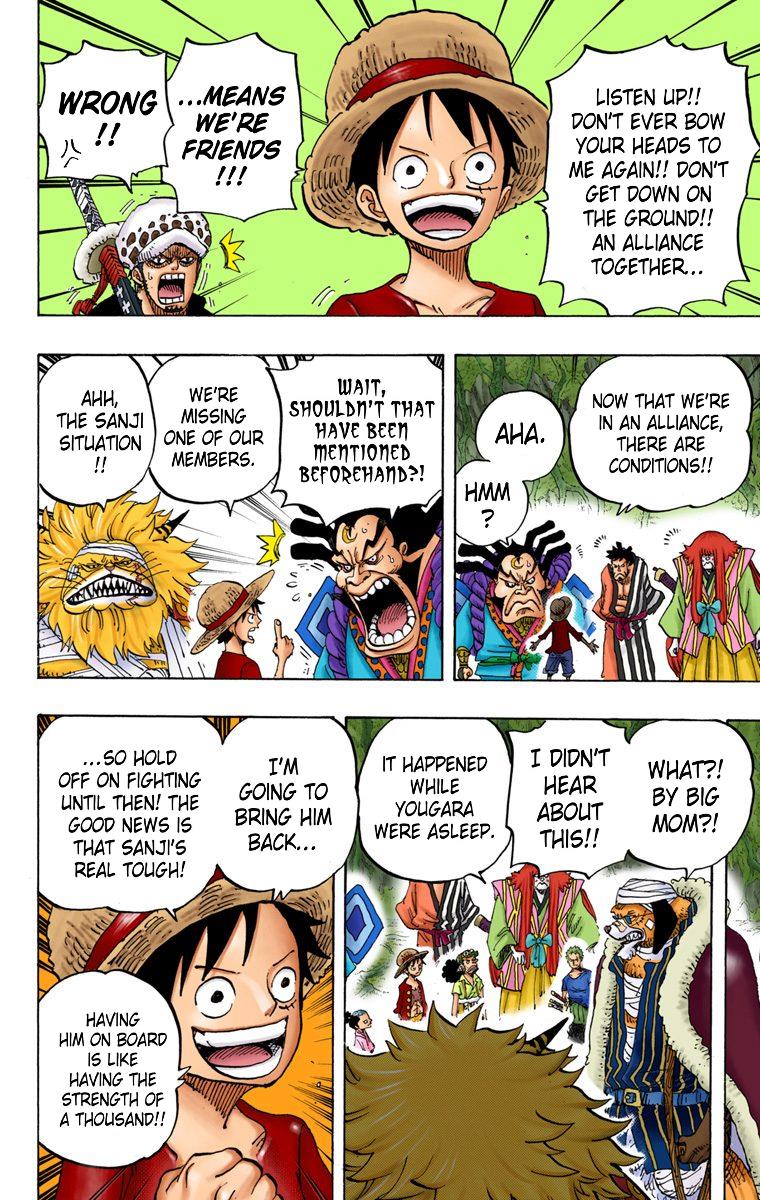 LISTEN UP!!
DON'T EVER BOW
YOUR HEADS TO
ME AGAIN!! DON'T
GET DOWN ON
THE GROUND!!
AN ALLIANCE
TOGETHER...
...MEANS
WE'RE
FRIENDS
!!!
WRONG
!!
NOW THAT WE'RE
IN AN ALLIANCE,
THERE ARE
CONDITIONS!!
AHA.
HMM
?
WAIT,
SHOULDN'T THAT
HAVE BEEN
MENTIONED
BEFOREHAND?!
WE'RE
MISSING
ONE OF OUR
MEMBERS.
AHH,
THE SANJI
SITUATION
!!
WHAT?!
BY BIG
MOM?!
I DIDN'T
HEAR
ABOUT
THIS!!
IT HAPPENED
WHILE
YOUGARA
WERE ASLEEP.
I'M
GOING TO
BRING HIM
BACK...
...SO HOLD
OFF ON FIGHTING
UNTIL THEN! THE
GOOD NEWS IS
THAT SANJI'S
REAL TOUGH!
HAVING
HIM ON BOARD
IS LIKE
HAVING THE
STRENGTH OF
A THOUSAND!!